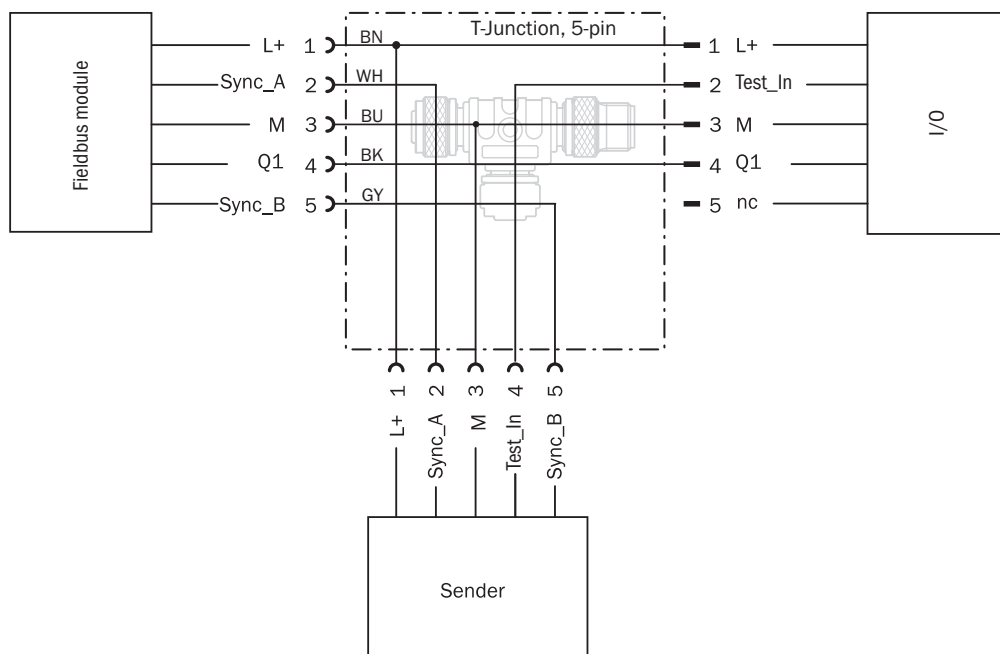 T-Junction, 5-pin
L+ 1 BN 1 L+
Sync_A 2 WH 2 Test_In
M 3 BU 3 M
Q1 4 BK 4 Q1
Sync_B 5 GY 5 nc
Fieldbus module
I/O
1 2 3 4 5
L+ Sync_A M Test_In Sync_B
Sender